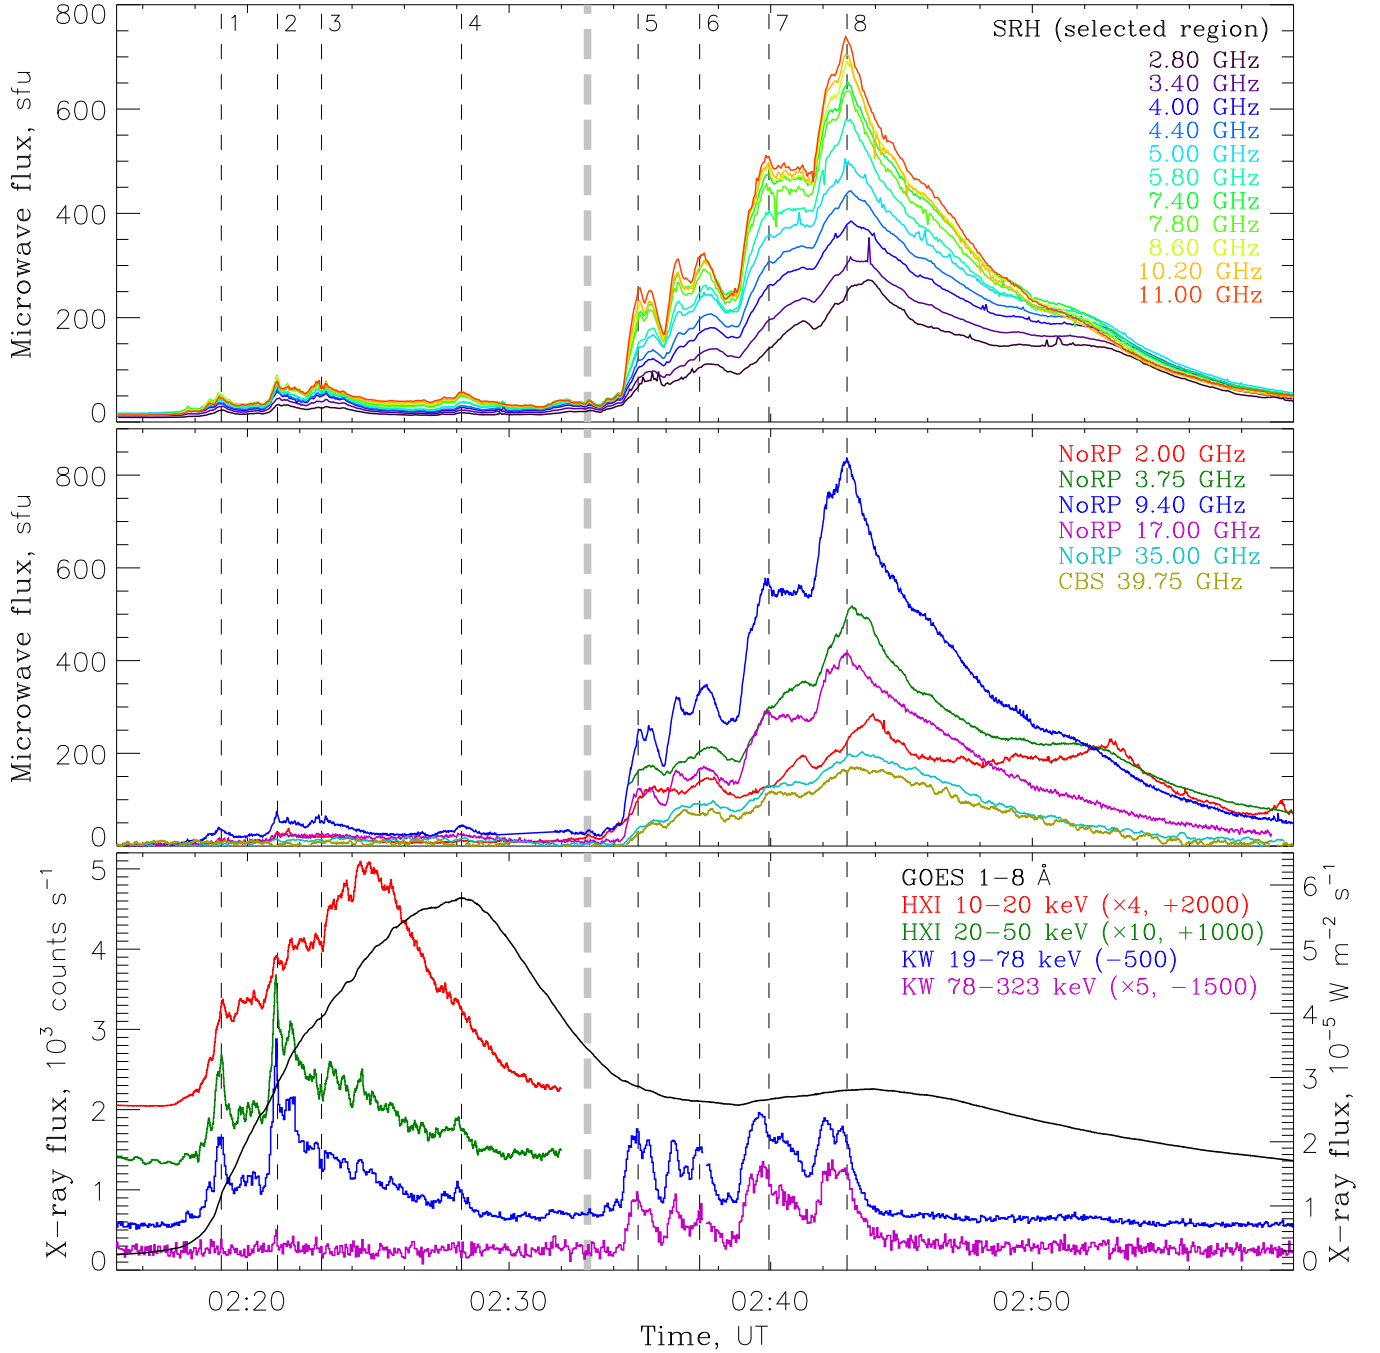 1 2 3 4 5 6 7 8
SRH (selected region)
2.80 GHz
3.40 GHz
4.00 GHz
4.40 GHz
5.00 GHz
5.80 GHz
7.40 GHz
7.80 GHz
8.60 GHz
10.20 GHz
11.00 GHz
800
600
400
200
0
Microwave flux, sfu
NoRP 2.00 GHz
NoRP 3.75 GHz
NoRP 9.40 GHz
NoRP 17.00 GHz
NoRP 35.00 GHz
CBS 39.75 GHz
800
600
400
200
0
Microwave flux, sfu
GOES 1−8 Å
HXI 10−20 keV (×4, +2000)
HXI 20−50 keV (×10, +1000)
KW 19−78 keV (−500)
KW 78−323 keV (×5, −1500)
5
4
3
2
1
0
X−ray flux, 10³ counts s⁻¹
6
5
4
3
2
1
0
X−ray flux, 10⁻⁵ W m⁻² s⁻¹
02:20 02:30 02:40 02:50
Time, UT